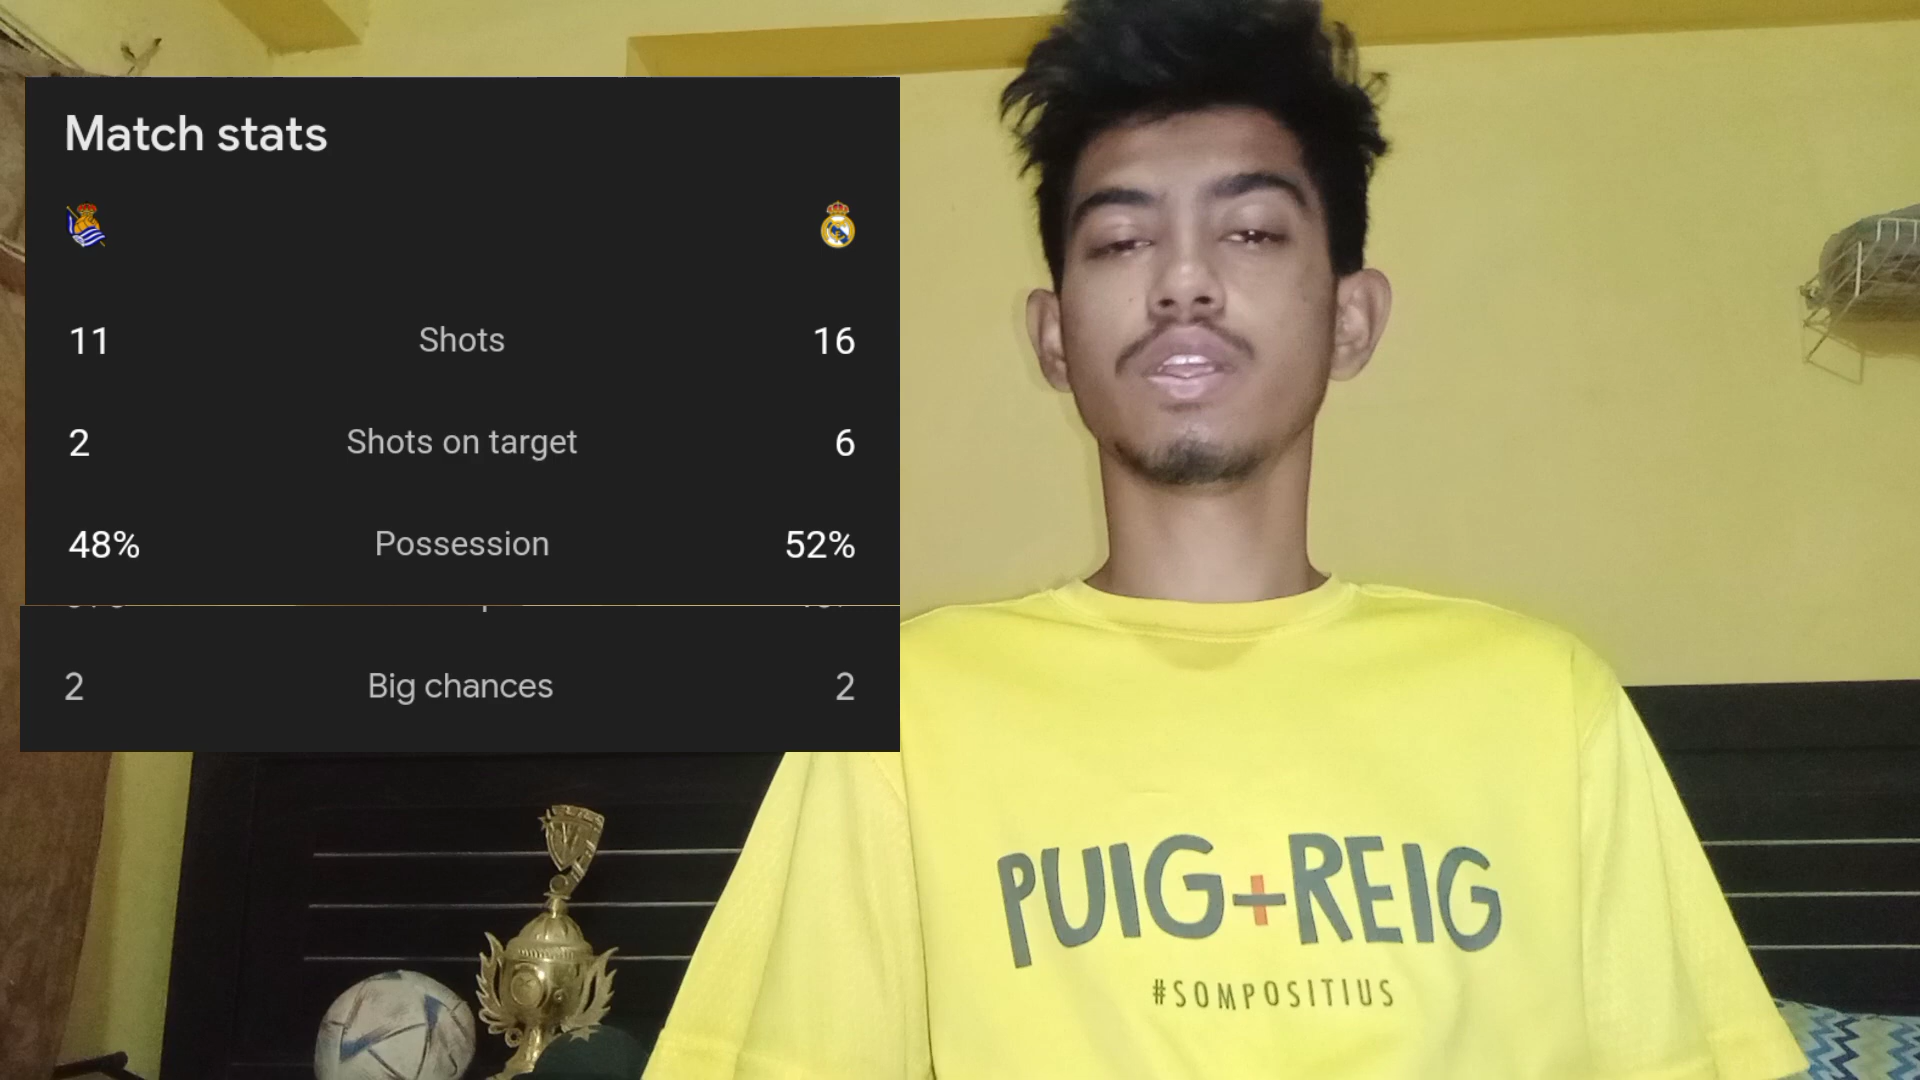 Match stats
11 Shots 16
2 Shots on target 6
48% Possession 52%
2 Big chances 2
PUIG+REIG
#SOMPOSITIUS